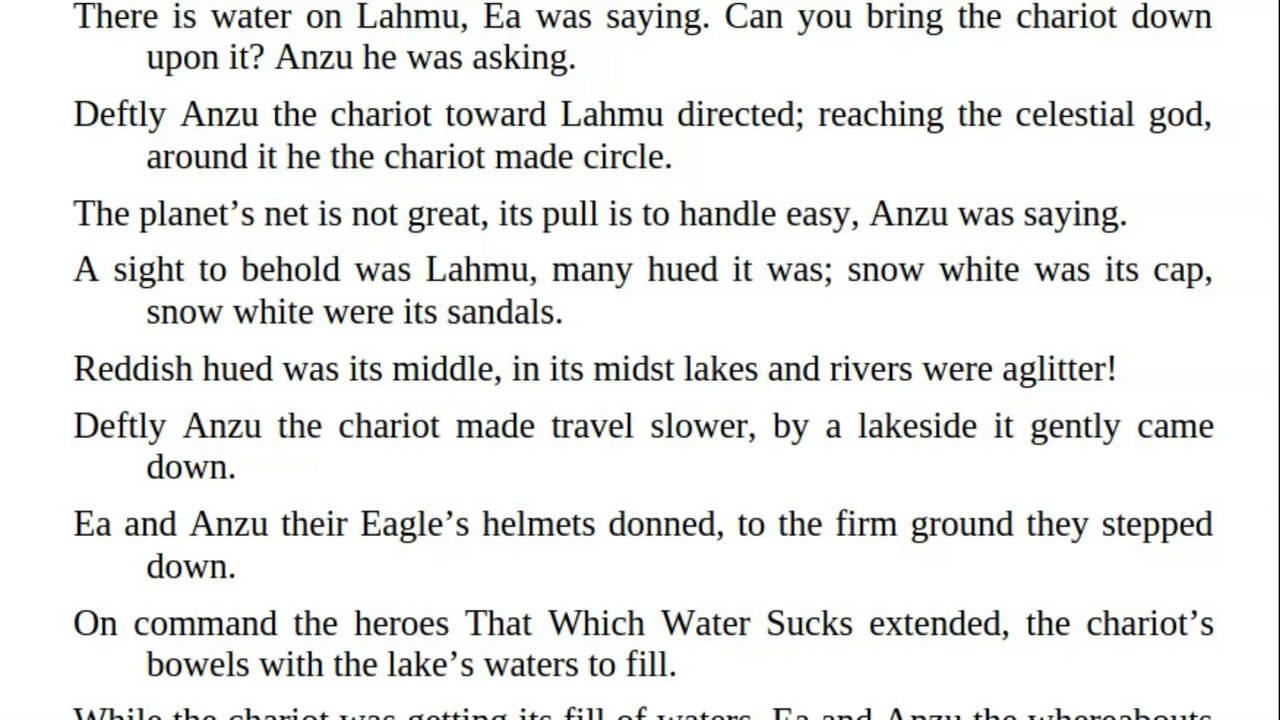 There is water on Lahmu, Ea was saying. Can you bring the chariot down
upon it? Anzu he was asking.
Deftly Anzu the chariot toward Lahmu directed; reaching the celestial god,
around it he the chariot made circle.
The planet’s net is not great, its pull is to handle easy, Anzu was saying.
A sight to behold was Lahmu, many hued it was; snow white was its cap,
snow white were its sandals.
Reddish hued was its middle, in its midst lakes and rivers were aglitter!
Deftly Anzu the chariot made travel slower, by a lakeside it gently came
down.
Ea and Anzu their Eagle’s helmets donned, to the firm ground they stepped
down.
On command the heroes That Which Water Sucks extended, the chariot’s
bowels with the lake’s waters to fill.
While the chariot was getting its fill of waters, Ea and Anzu the whereabouts